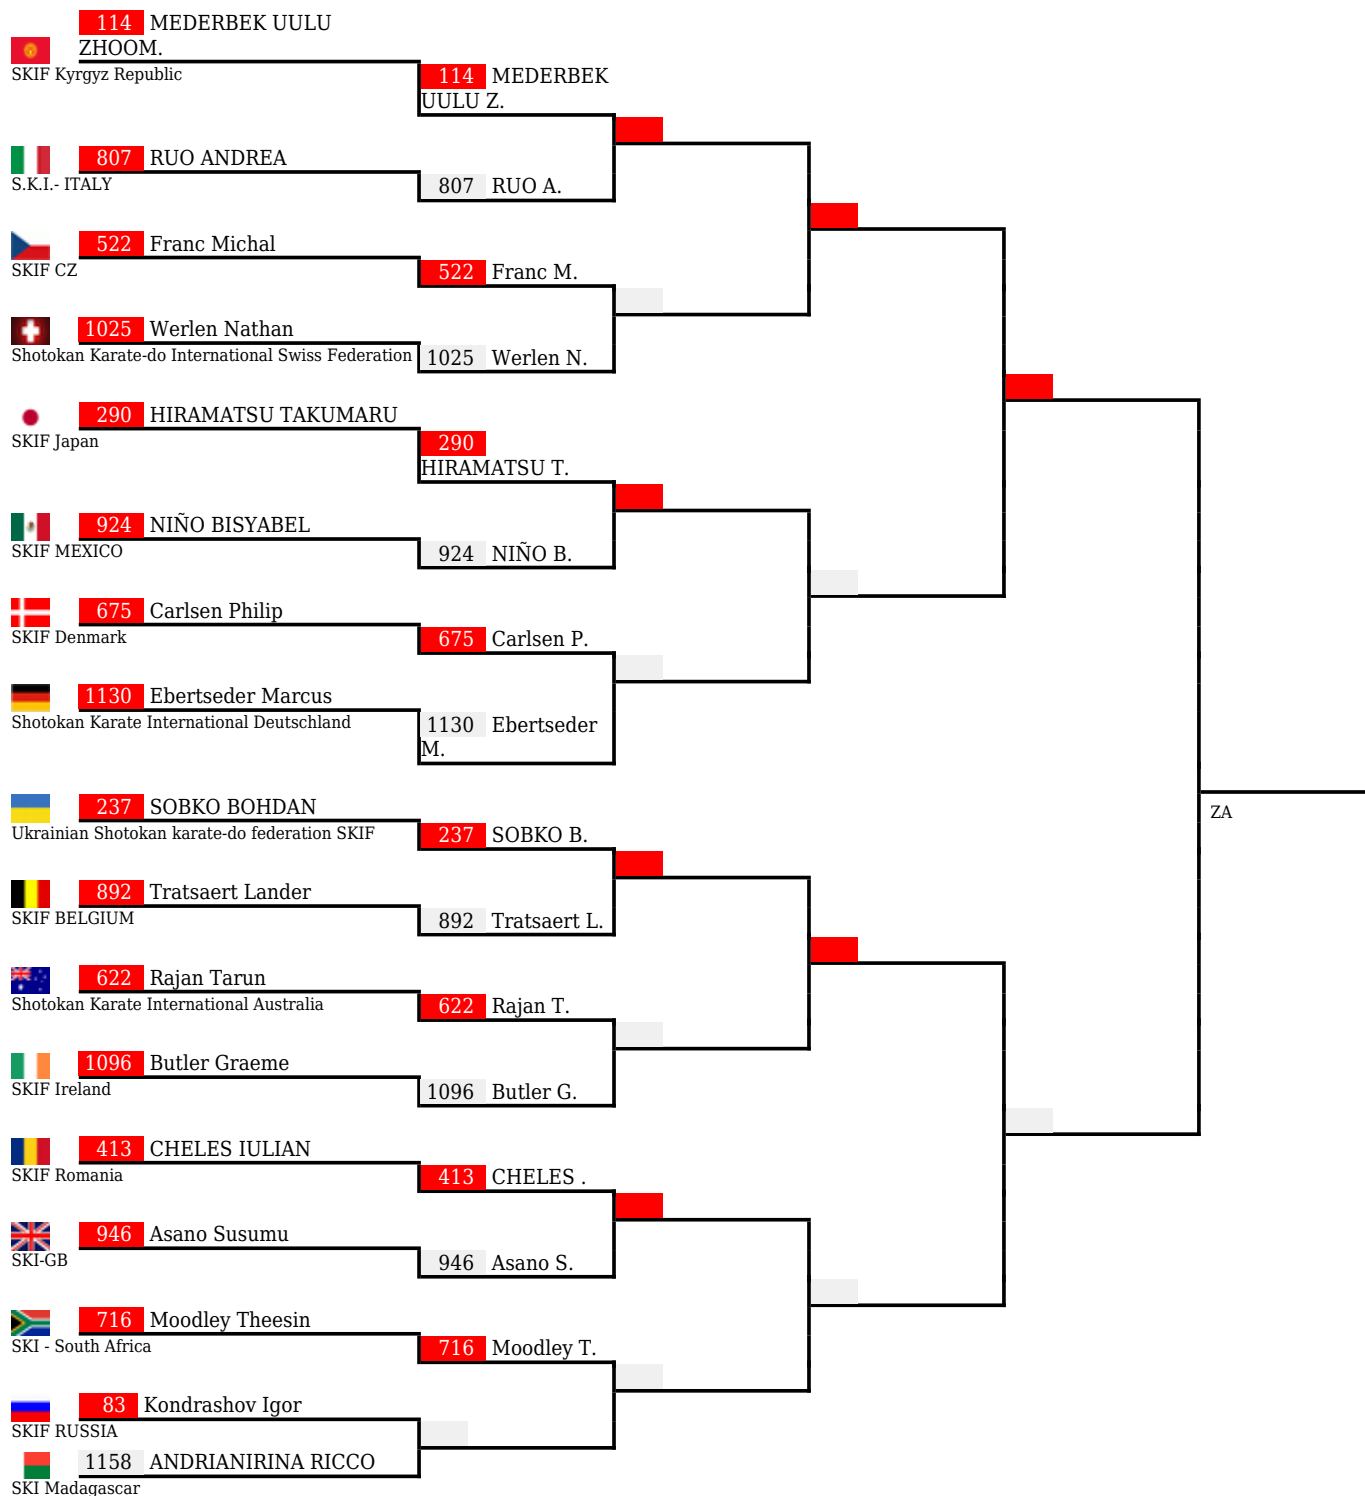 114 MEDERBEK UULU
ZHOOM.
SKIF Kyrgyz Republic
114 MEDERBEK
UULU Z.
807 RUO ANDREA
S.K.I.- ITALY
807 RUO A.
522 Franc Michal
SKIF CZ
522 Franc M.
1025 Werlen Nathan
Shotokan Karate-do International Swiss Federation
1025 Werlen N.
290 HIRAMATSU TAKUMARU
SKIF Japan
290
HIRAMATSU T.
924 NIÑO BISYABEL
SKIF MEXICO
924 NIÑO B.
675 Carlsen Philip
SKIF Denmark
675 Carlsen P.
1130 Ebertseder Marcus
Shotokan Karate International Deutschland
1130 Ebertseder
M.
237 SOBKO BOHDAN
Ukrainian Shotokan karate-do federation SKIF
237 SOBKO B.
ZA
892 Tratsaert Lander
SKIF BELGIUM
892 Tratsaert L.
622 Rajan Tarun
Shotokan Karate International Australia
622 Rajan T.
1096 Butler Graeme
SKIF Ireland
1096 Butler G.
413 CHELES IULIAN
SKIF Romania
413 CHELES .
946 Asano Susumu
SKI-GB
946 Asano S.
716 Moodley Theesin
SKI - South Africa
716 Moodley T.
83 Kondrashov Igor
SKIF RUSSIA
1158 ANDRIANIRINA RICCO
SKI Madagascar